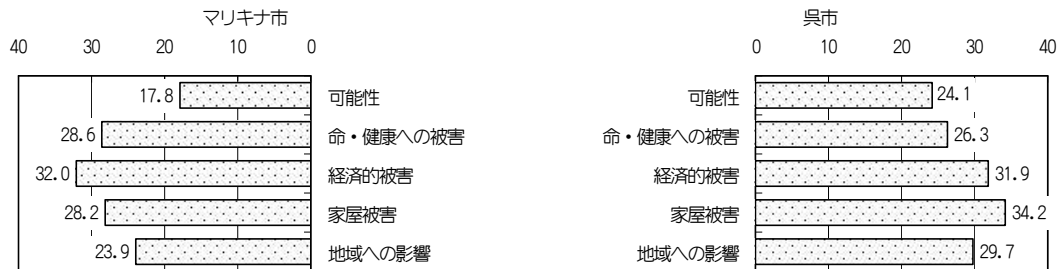 マリキナ市 呉市
40 30 20 10 0 0 10 20 30 40
17.8 可能性 可能性 24.1
28.6 命・健康への被害 命・健康への被害 26.3
32.0 経済的被害 経済的被害 31.9
28.2 家屋被害 家屋被害 34.2
23.9 地域への影響 地域への影響 29.7